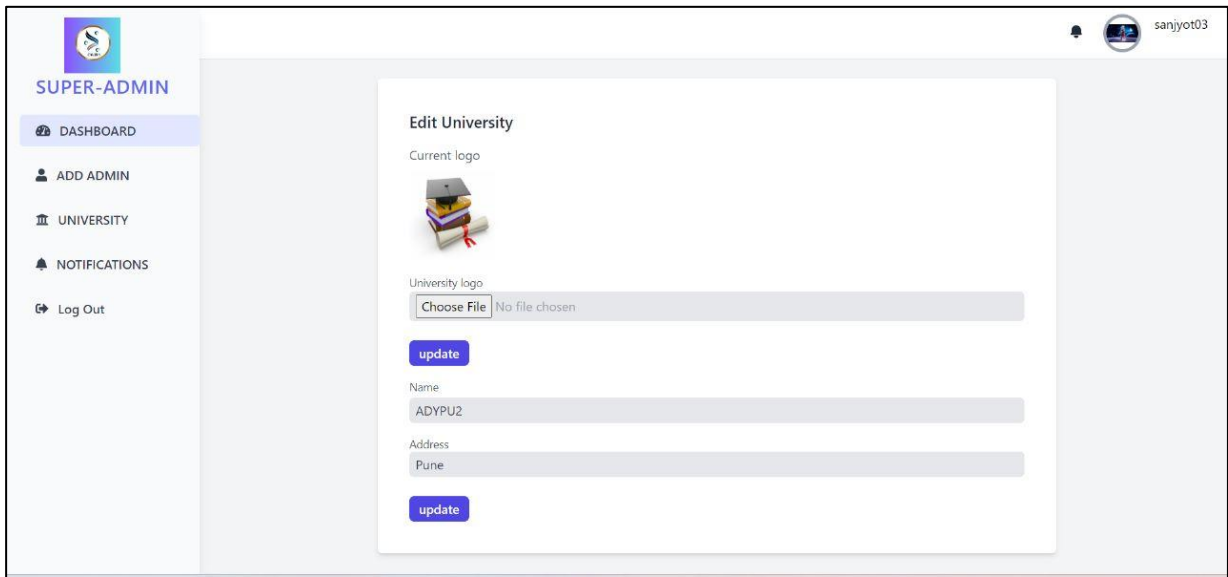 sanjyot03
SUPER-ADMIN
DASHBOARD
ADD ADMIN
UNIVERSITY
NOTIFICATIONS
Log Out
Edit University
Current logo
University logo
Choose File No file chosen
update
Name
ADYPU2
Address
Pune
update